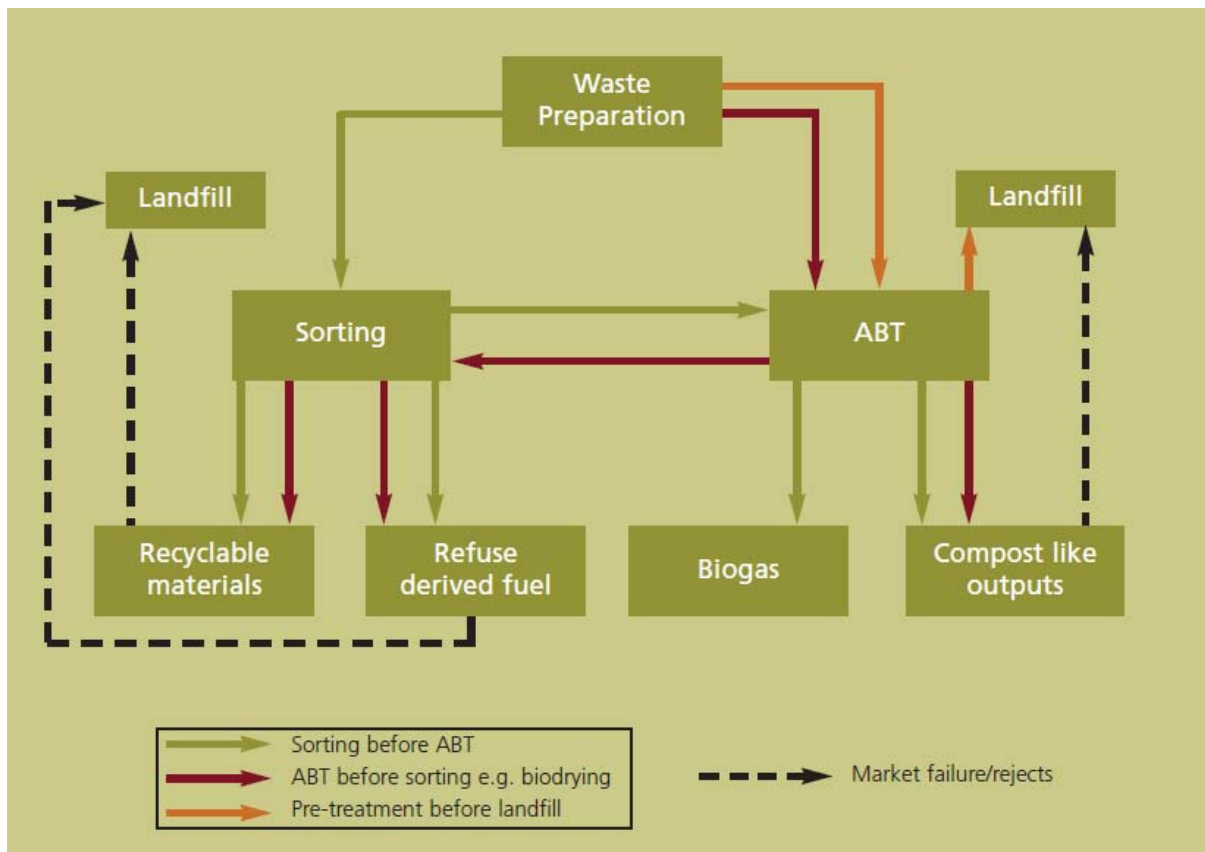 Waste
Preparation
Landfill
Landfill
Sorting
ABT
Recyclable
materials
Refuse
derived fuel
Biogas
Compost like
outputs
Sorting before ABT
ABT before sorting e.g. biodrying
Pre-treatment before landfill
Market failure/rejects